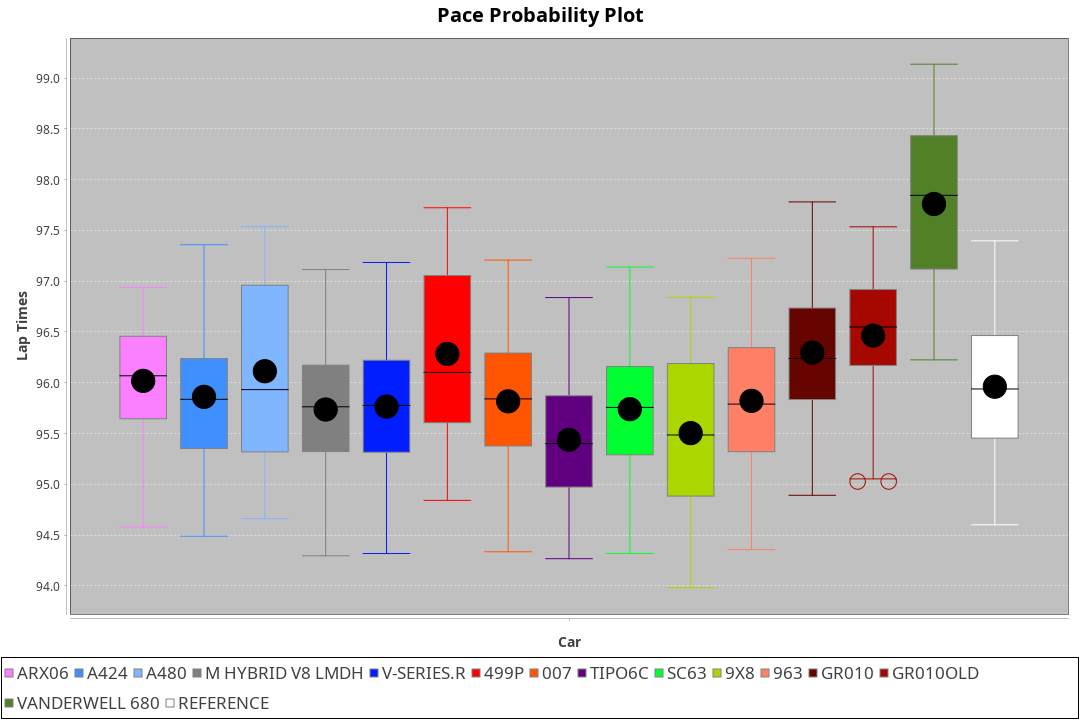 Pace Probability Plot
99.0
98.5
98.0
97.5
97.0
96.5
96.0
95.5
95.0
94.5
94.0
Lap Times
Car
ARX06 A424 A480 M HYBRID V8 LMDH V-SERIES.R 499P 007 TIPO6C SC63 9X8 963 GR010 GR010OLD
VANDERWELL 680 REFERENCE